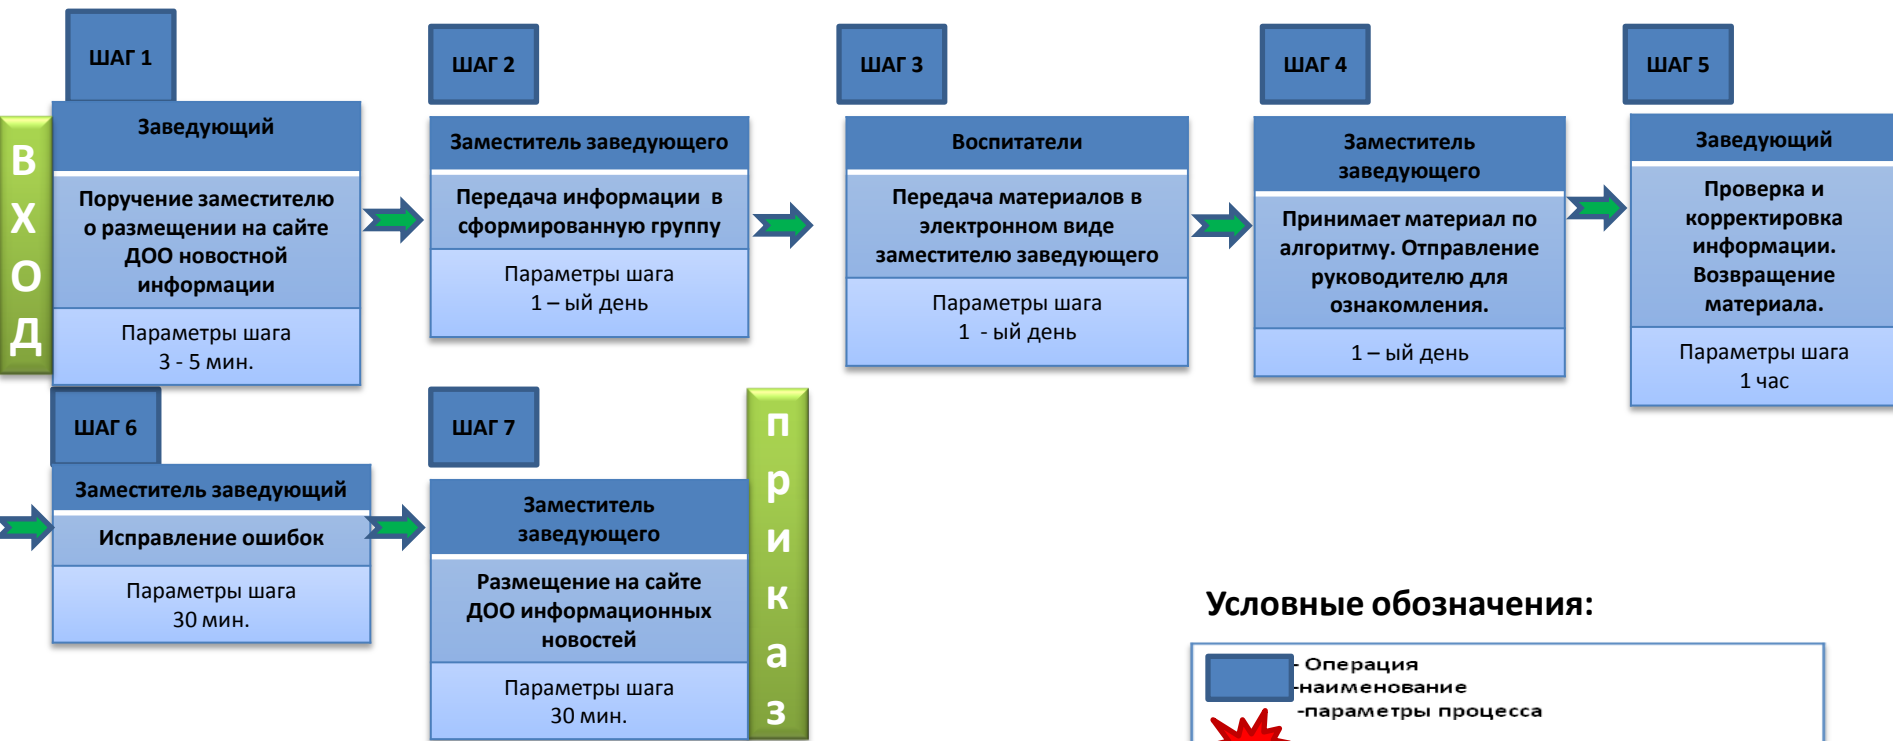 ВХОД
ШАГ 1
Заведующий
Поручение заместителю
о размещении на сайте
ДОО новостной
информации
Параметры шага
3 - 5 мин.
ШАГ 2
Заместитель заведующего
Передача информации в
сформированную группу
Параметры шага
1 – ый день
ШАГ 3
Воспитатели
Передача материалов в
электронном виде
заместителю заведующего
Параметры шага
1 - ый день
ШАГ 4
Заместитель
заведующего
Принимает материал по
алгоритму. Отправление
руководителю для
ознакомления.
1 – ый день
ШАГ 5
Заведующий
Проверка и
корректировка
информации.
Возвращение
материала.
Параметры шага
1 час
ШАГ 6
Заместитель заведующий
Исправление ошибок
Параметры шага
30 мин.
ШАГ 7
Заместитель
заведующего
Размещение на сайте
ДОО информационных
новостей
Параметры шага
30 мин.
приказ
Условные обозначения:
- Операция
-наименование
-параметры процесса